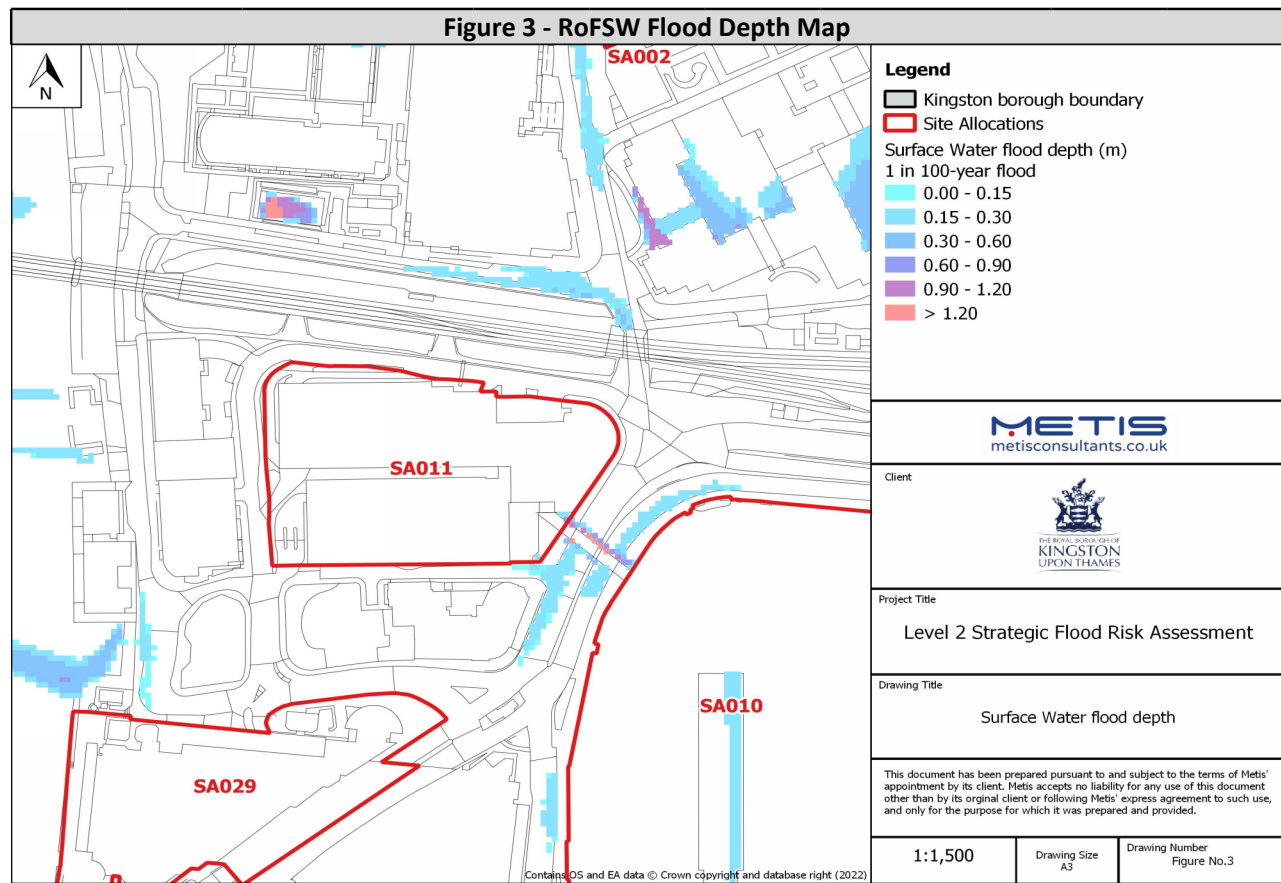 Figure 3 - RoFSW Flood Depth Map
N
SA002
SA011
SA010
SA029
Contains OS and EA data © Crown copyright and database right (2022)
Legend
Kingston borough boundary
Site Allocations
Surface Water flood depth (m)
1 in 100-year flood
0.00 - 0.15
0.15 - 0.30
0.30 - 0.60
0.60 - 0.90
0.90 - 1.20
> 1.20
METIS
metisconsultants.co.uk
Client
THE ROYAL BOROUGH OF
KINGSTON
UPON THAMES
Project Title
Level 2 Strategic Flood Risk Assessment
Drawing Title
Surface Water flood depth
This document has been prepared pursuant to and subject to the terms of Metis'
appointment by its client. Metis accepts no liability for any use of this document
other than by its orginal client or following Metis' express agreement to such use,
and only for the purpose for which it was prepared and provided.
1:1,500
Drawing Size
A3
Drawing Number
Figure No.3